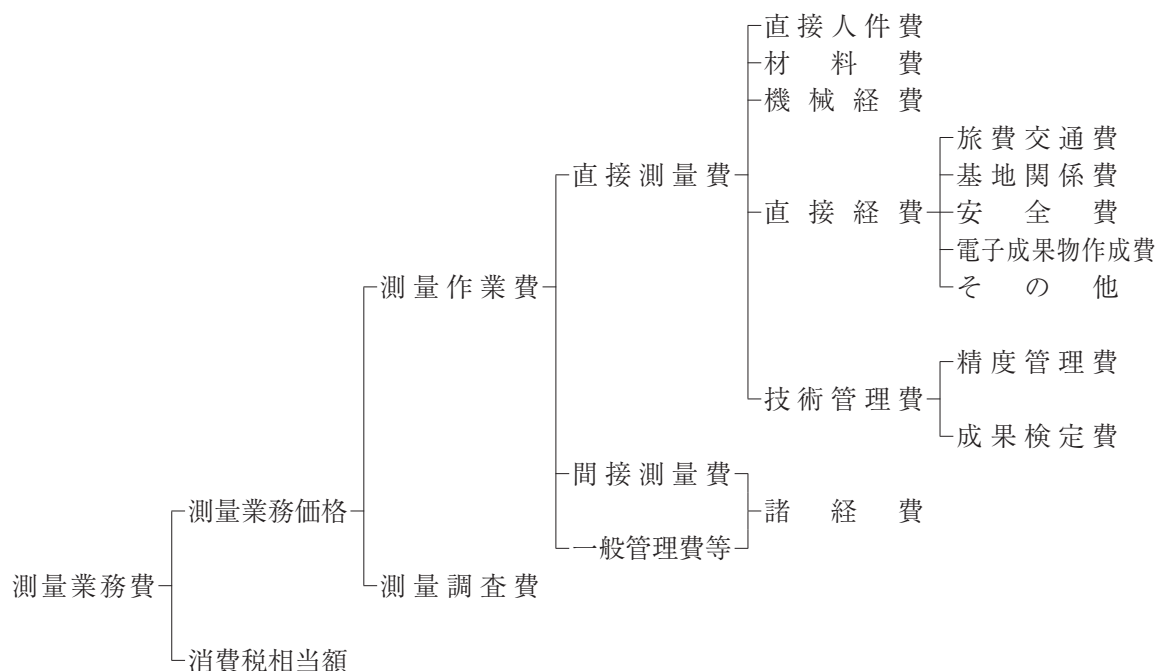 直接人件費
材料費
機械経費
旅費交通費
基地関係費
直接測量費
直接経費
安全費
電子成果物作成費
測量作業費
その他
精度管理費
技術管理費
成果検定費
間接測量費
測量業務価格
諸経費
一般管理費等
測量業務費
測量調査費
消費税相当額